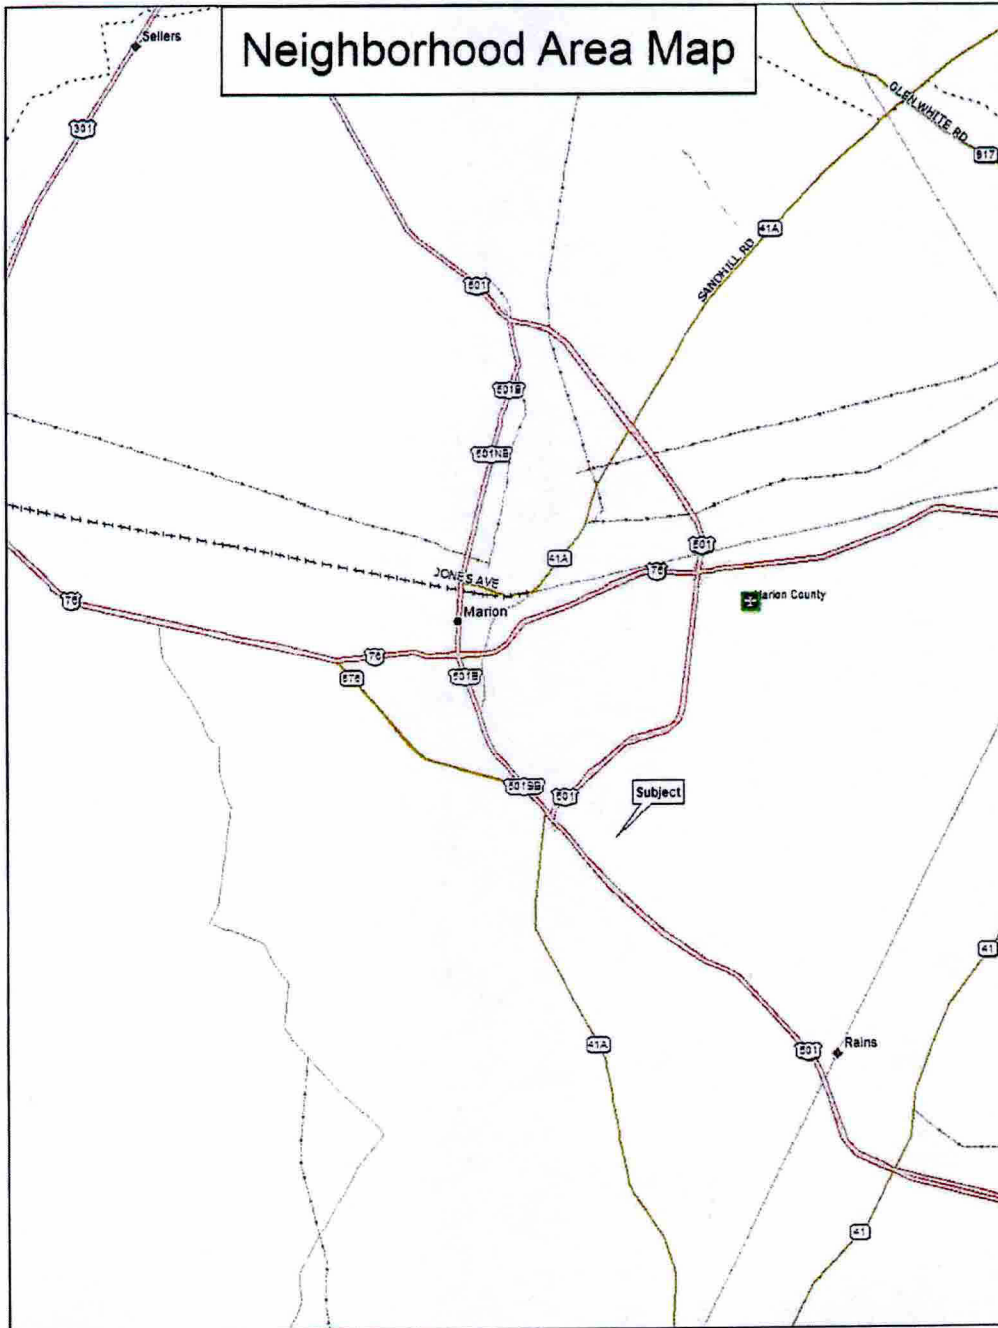 Neighborhood Area Map
Sellers
301
GLEN WHITE RD
917
41A
SANDHILL RD
501
501B
501NB
501
41A
76
JONES AVE
Marion County
76
Marion
76
501B
576
501SB
501
Subject
41
41A
501
Rains
41